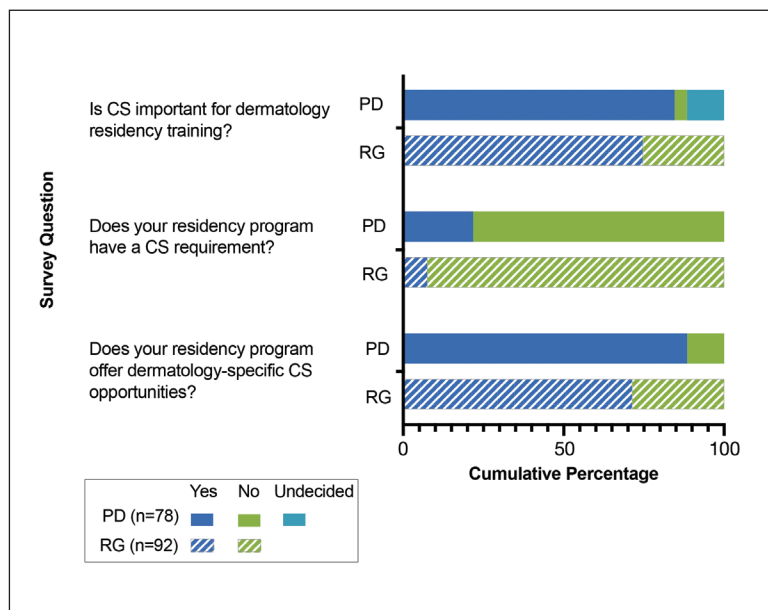 Survey Question
Is CS important for dermatology
residency training?
PD
RG
Does your residency program
have a CS requirement?
PD
RG
Does your residency program
offer dermatology-specific CS
opportunities?
PD
RG
0
50
100
Cumulative Percentage
Yes No Undecided
PD (n=78)
RG (n=92)